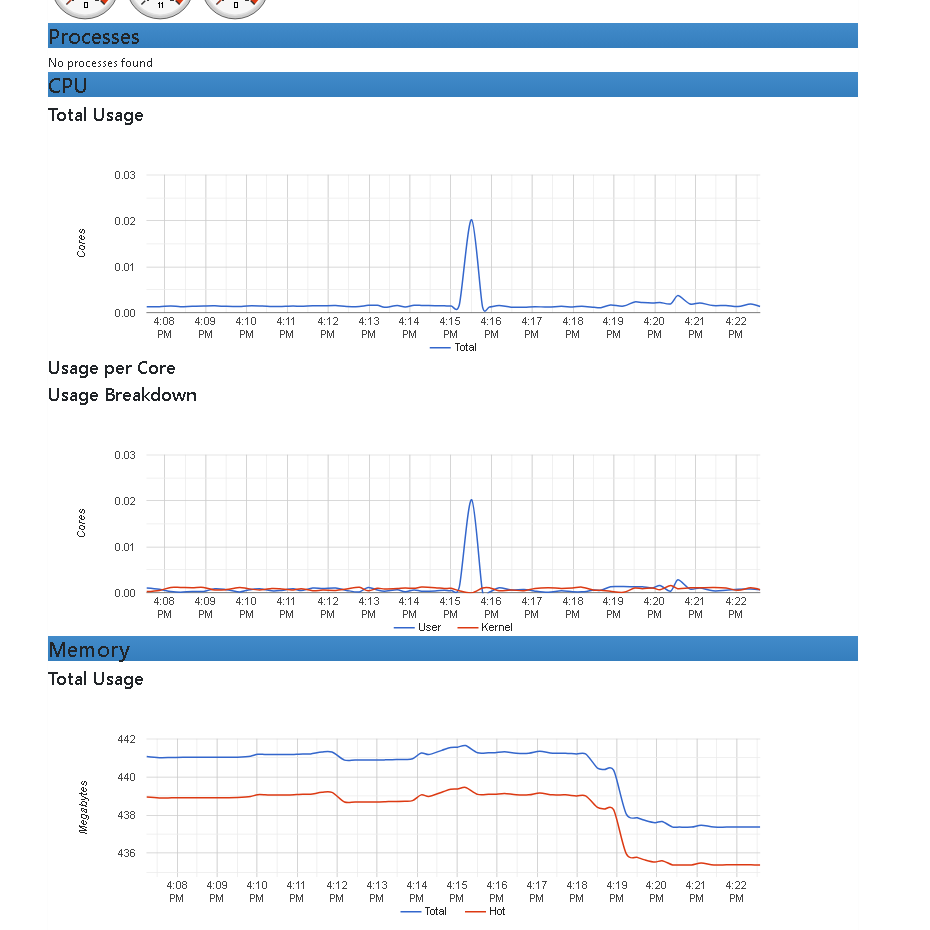 0 11 0
Processes
No processes found
CPU
Total Usage
0.03
0.02
0.01
0.00
Cores
4:08 PM 4:09 PM 4:10 PM 4:11 PM 4:12 PM 4:13 PM 4:14 PM 4:15 PM 4:16 PM 4:17 PM 4:18 PM 4:19 PM 4:20 PM 4:21 PM 4:22 PM
Total
Usage per Core
Usage Breakdown
0.03
0.02
0.01
0.00
Cores
4:08 PM 4:09 PM 4:10 PM 4:11 PM 4:12 PM 4:13 PM 4:14 PM 4:15 PM 4:16 PM 4:17 PM 4:18 PM 4:19 PM 4:20 PM 4:21 PM 4:22 PM
User Kernel
Memory
Total Usage
442
440
438
436
Megabytes
4:08 PM 4:09 PM 4:10 PM 4:11 PM 4:12 PM 4:13 PM 4:14 PM 4:15 PM 4:16 PM 4:17 PM 4:18 PM 4:19 PM 4:20 PM 4:21 PM 4:22 PM
Total Hot